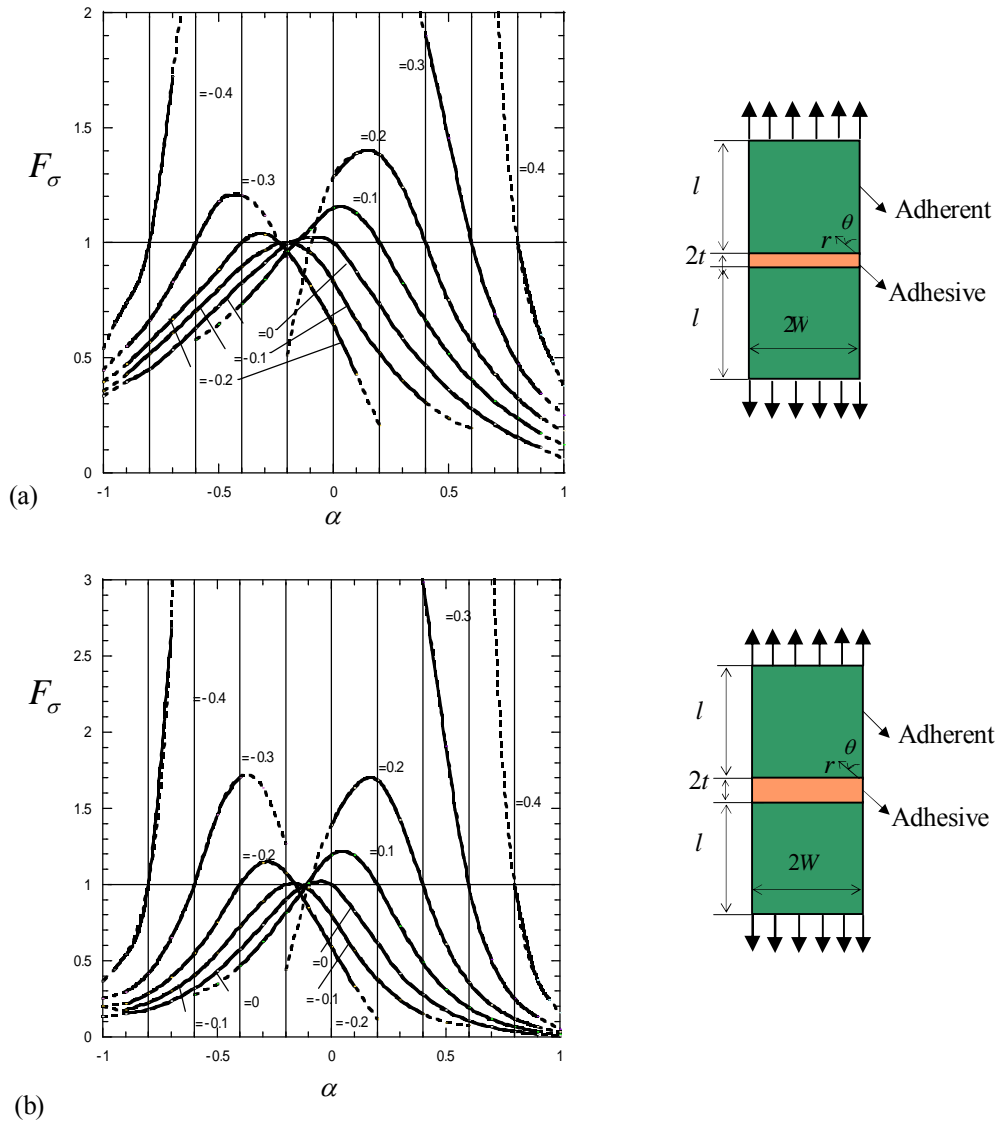 2
1.5
1
0.5
0
-1
-0.5
0
0.5
1
Fσ
α
=-0.4
=-0.3
=0.2
=0.1
=0.3
=0.4
=0
=-0.1
=-0.2
(a)
l
2t
l
r
θ
2W
Adherent
Adhesive
3
2.5
2
1.5
1
0.5
0
-1
-0.5
0
0.5
1
Fσ
α
=-0.4
=-0.3
=-0.2
=0.2
=0.1
=0.3
=0.4
=0
=-0.1
=-0.2
=0
=-0.1
(b)
l
2t
l
r
θ
2W
Adherent
Adhesive